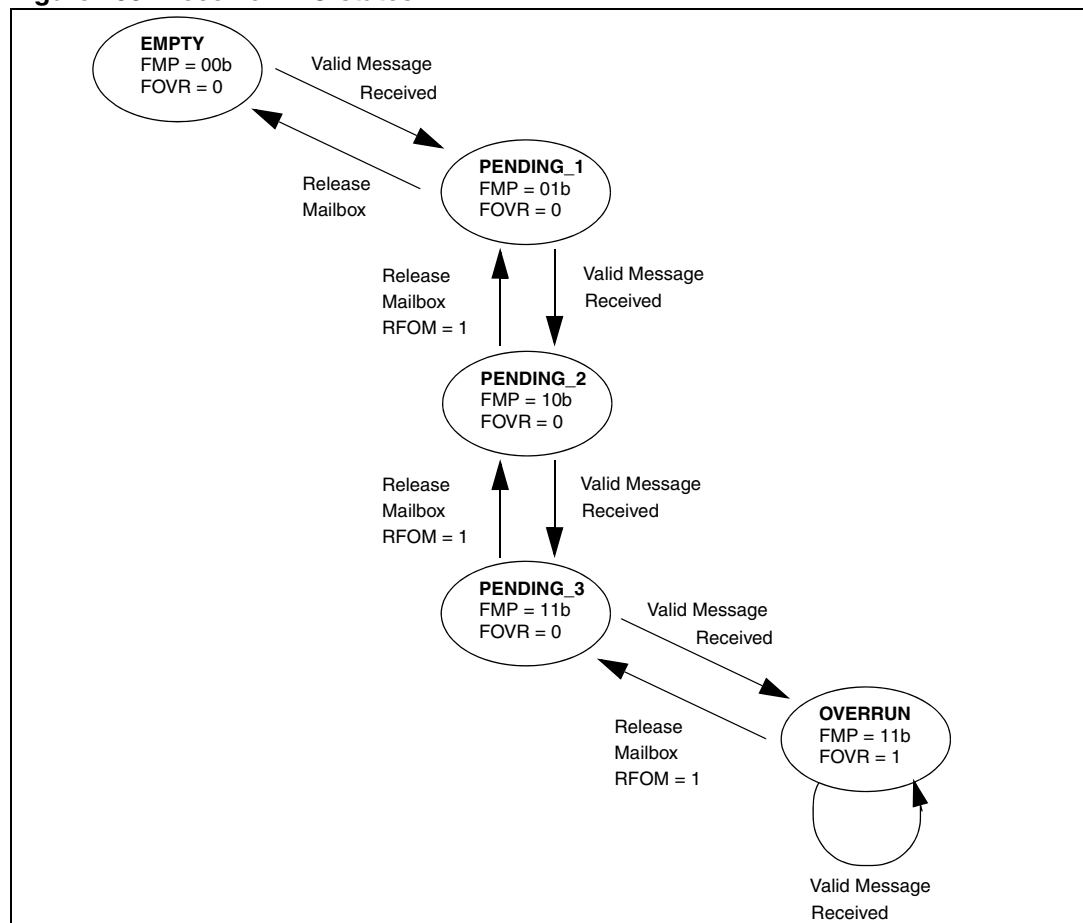 EMPTY
FMP = 00b
FOVR = 0
Valid Message
Received
Release
Mailbox
PENDING_1
FMP = 01b
FOVR = 0
Release
Mailbox
RFOM = 1
Valid Message
Received
PENDING_2
FMP = 10b
FOVR = 0
Release
Mailbox
RFOM = 1
Valid Message
Received
PENDING_3
FMP = 11b
FOVR = 0
Valid Message
Received
Release
Mailbox
RFOM = 1
OVERRUN
FMP = 11b
FOVR = 1
Valid Message
Received